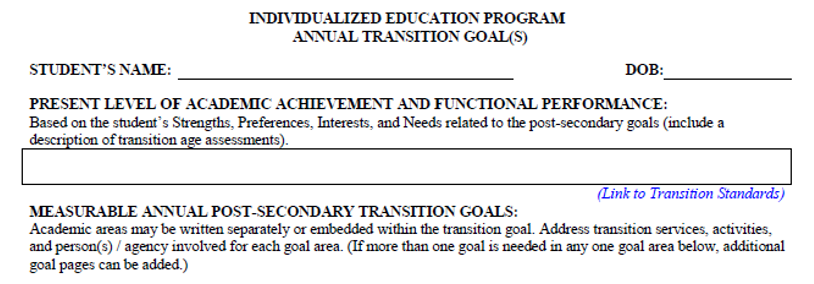 INDIVIDUALIZED EDUCATION PROGRAM
ANNUAL TRANSITION GOAL(S)
STUDENT'S NAME: DOB:
PRESENT LEVEL OF ACADEMIC ACHIEVEMENT AND FUNCTIONAL PERFORMANCE:
Based on the student's Strengths, Preferences, Interests, and Needs related to the post-secondary goals (include a
description of transition age assessments).
(Link to Transition Standards)
MEASURABLE ANNUAL POST-SECONDARY TRANSITION GOALS:
Academic areas may be written separately or embedded within the transition goal. Address transition services, activities,
and person(s) / agency involved for each goal area. (If more than one goal is needed in any one goal area below, additional
goal pages can be added.)